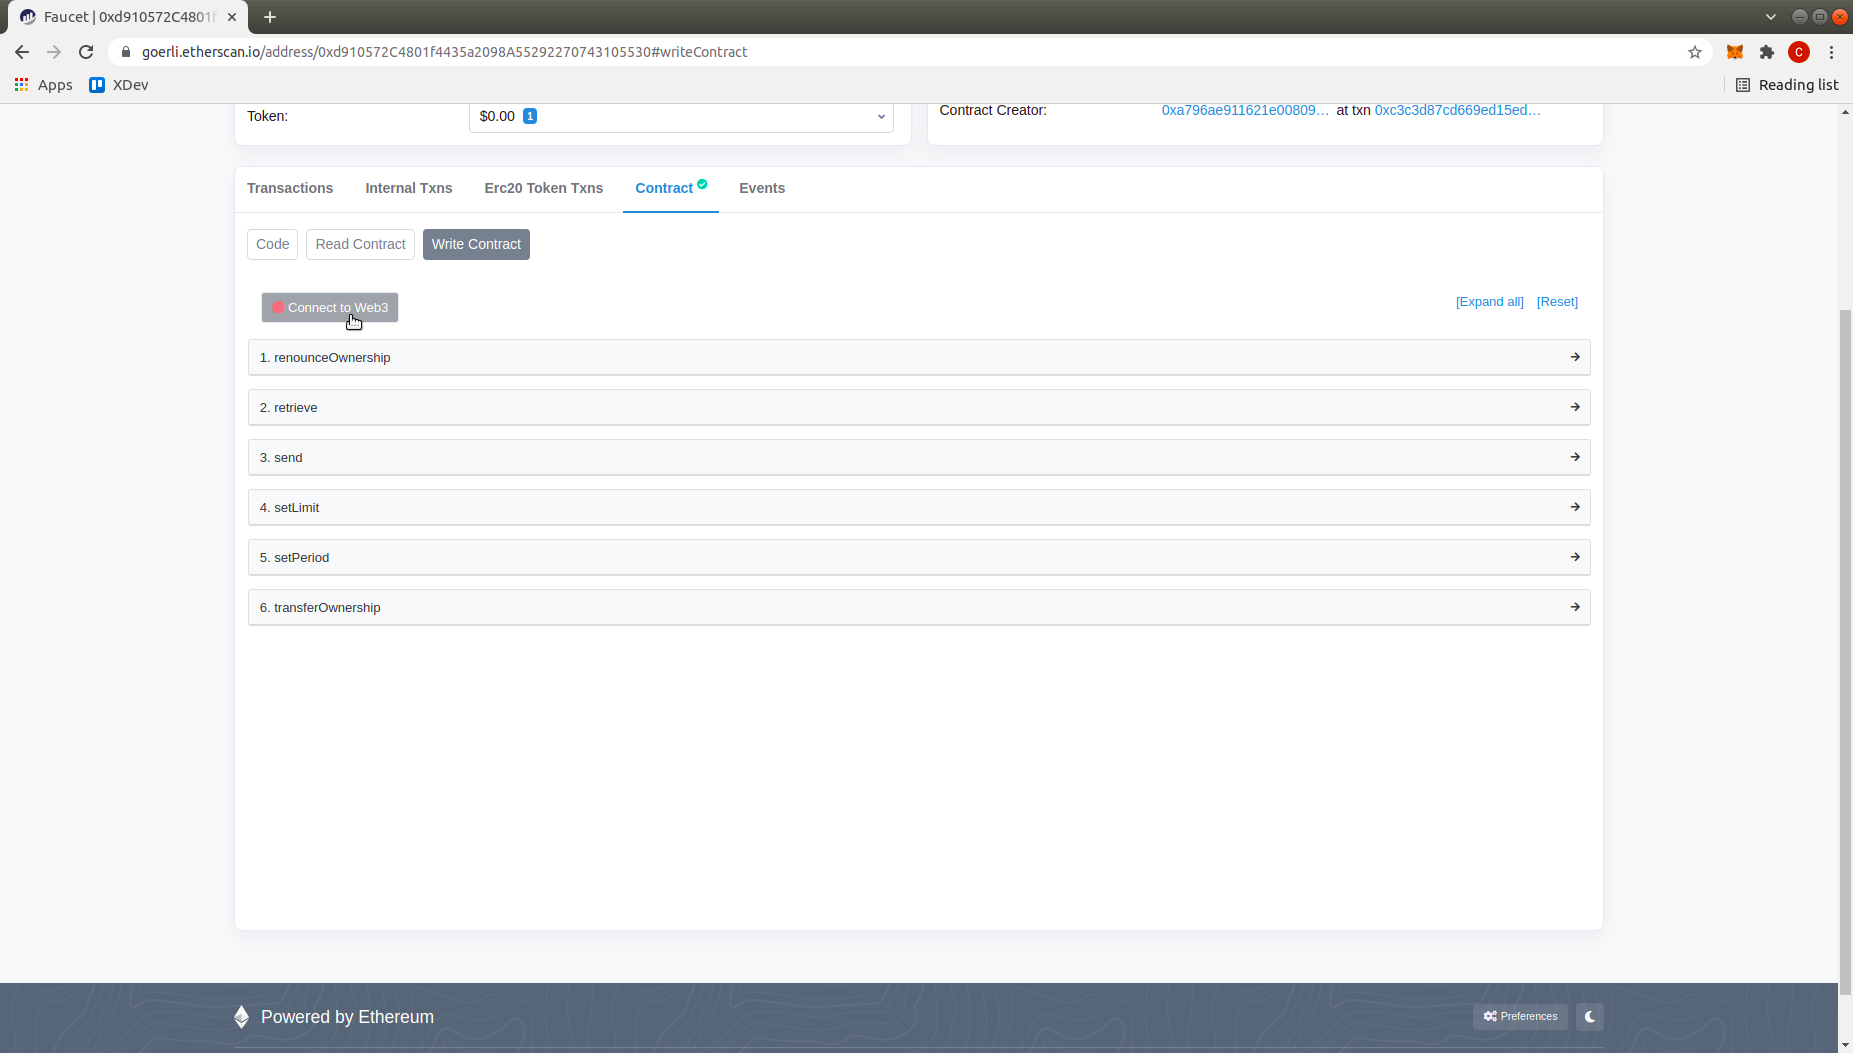 Faucet | 0xd910572C4801f
goerli.etherscan.io/address/0xd910572C4801f4435a2098A55292270743105530#writeContract
C
Apps XDev Reading list
Token: $0.00 1
Contract Creator: 0xa796ae911621e00809... at txn 0xc3c3d87cd669ed15ed...
Transactions Internal Txns Erc20 Token Txns Contract Events
Code Read Contract Write Contract
Connect to Web3 [Expand all] [Reset]
1. renounceOwnership
2. retrieve
3. send
4. setLimit
5. setPeriod
6. transferOwnership
Powered by Ethereum Preferences